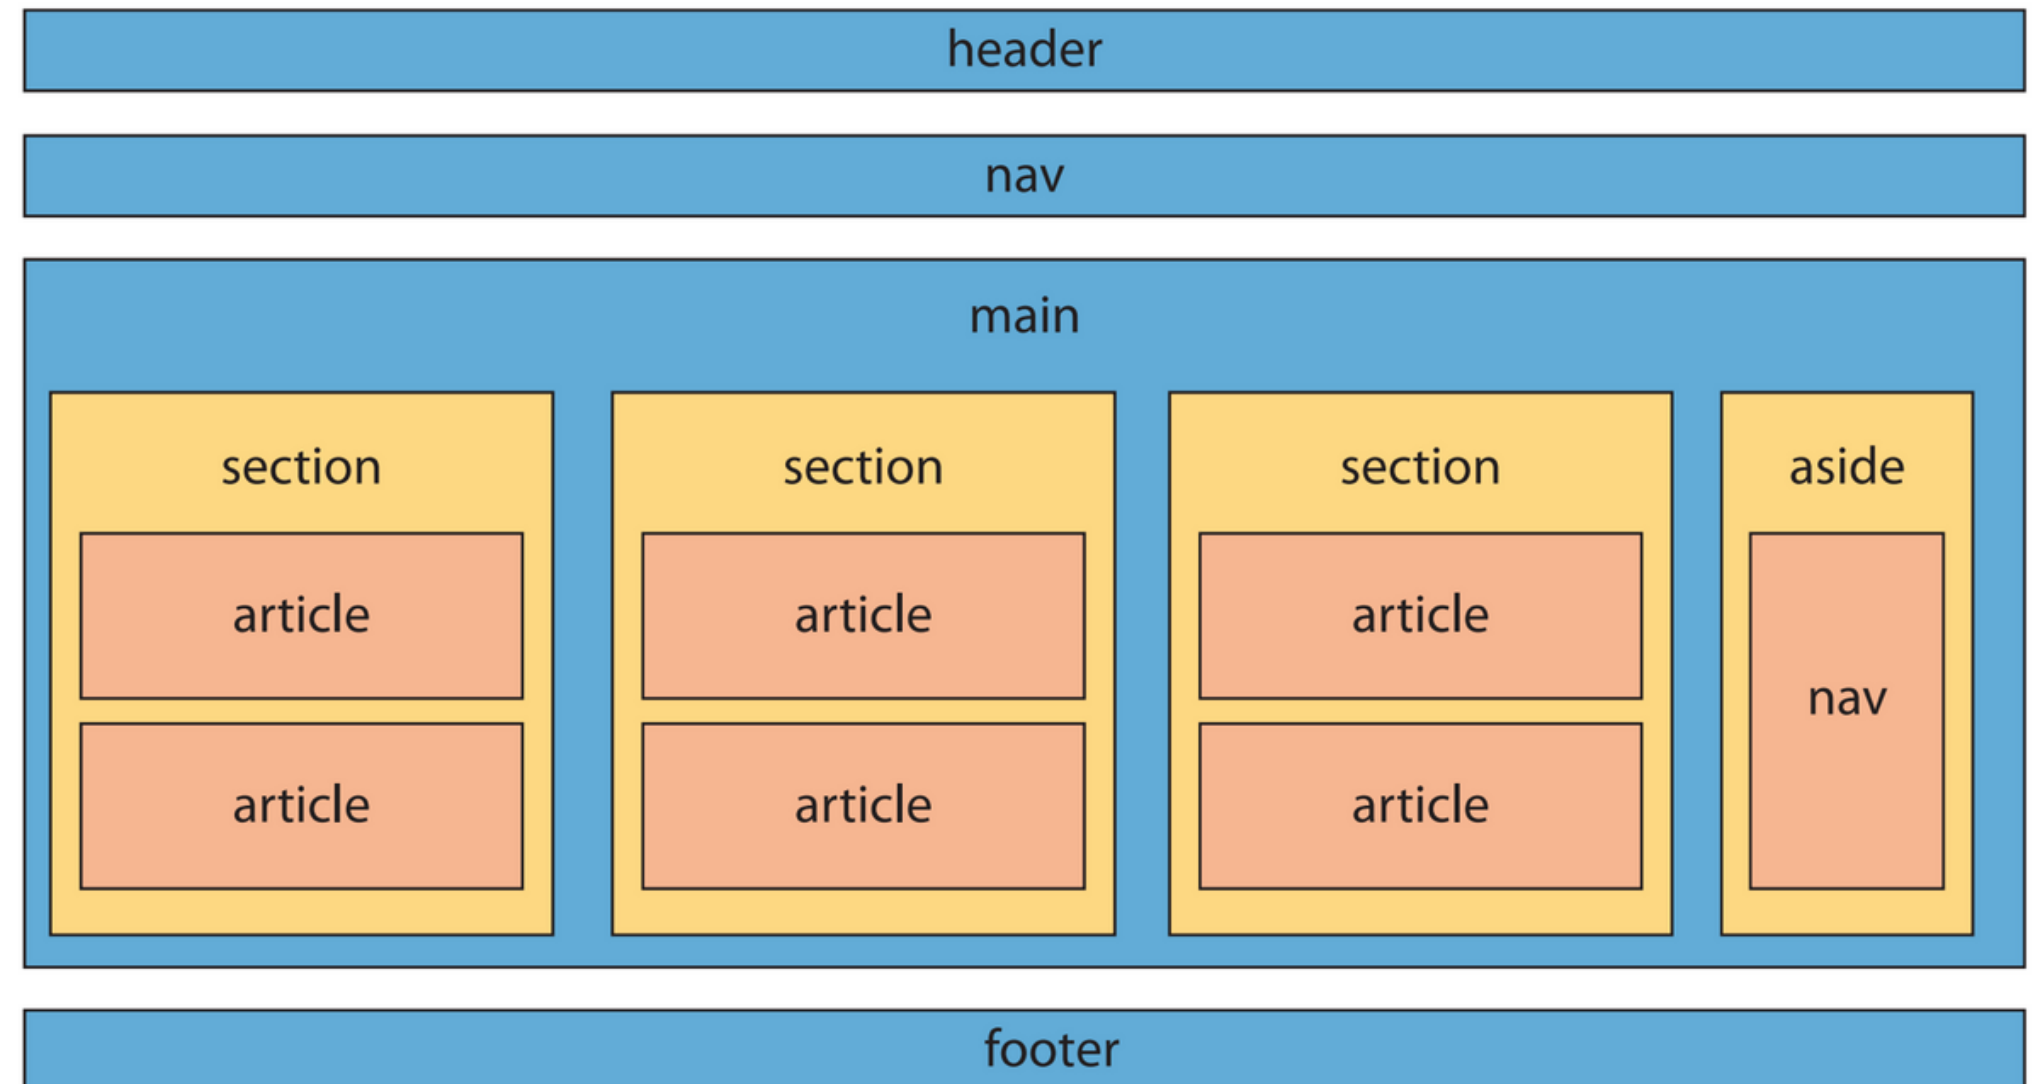 header
nav
main
section
article
article
section
article
article
section
article
article
aside
nav
footer